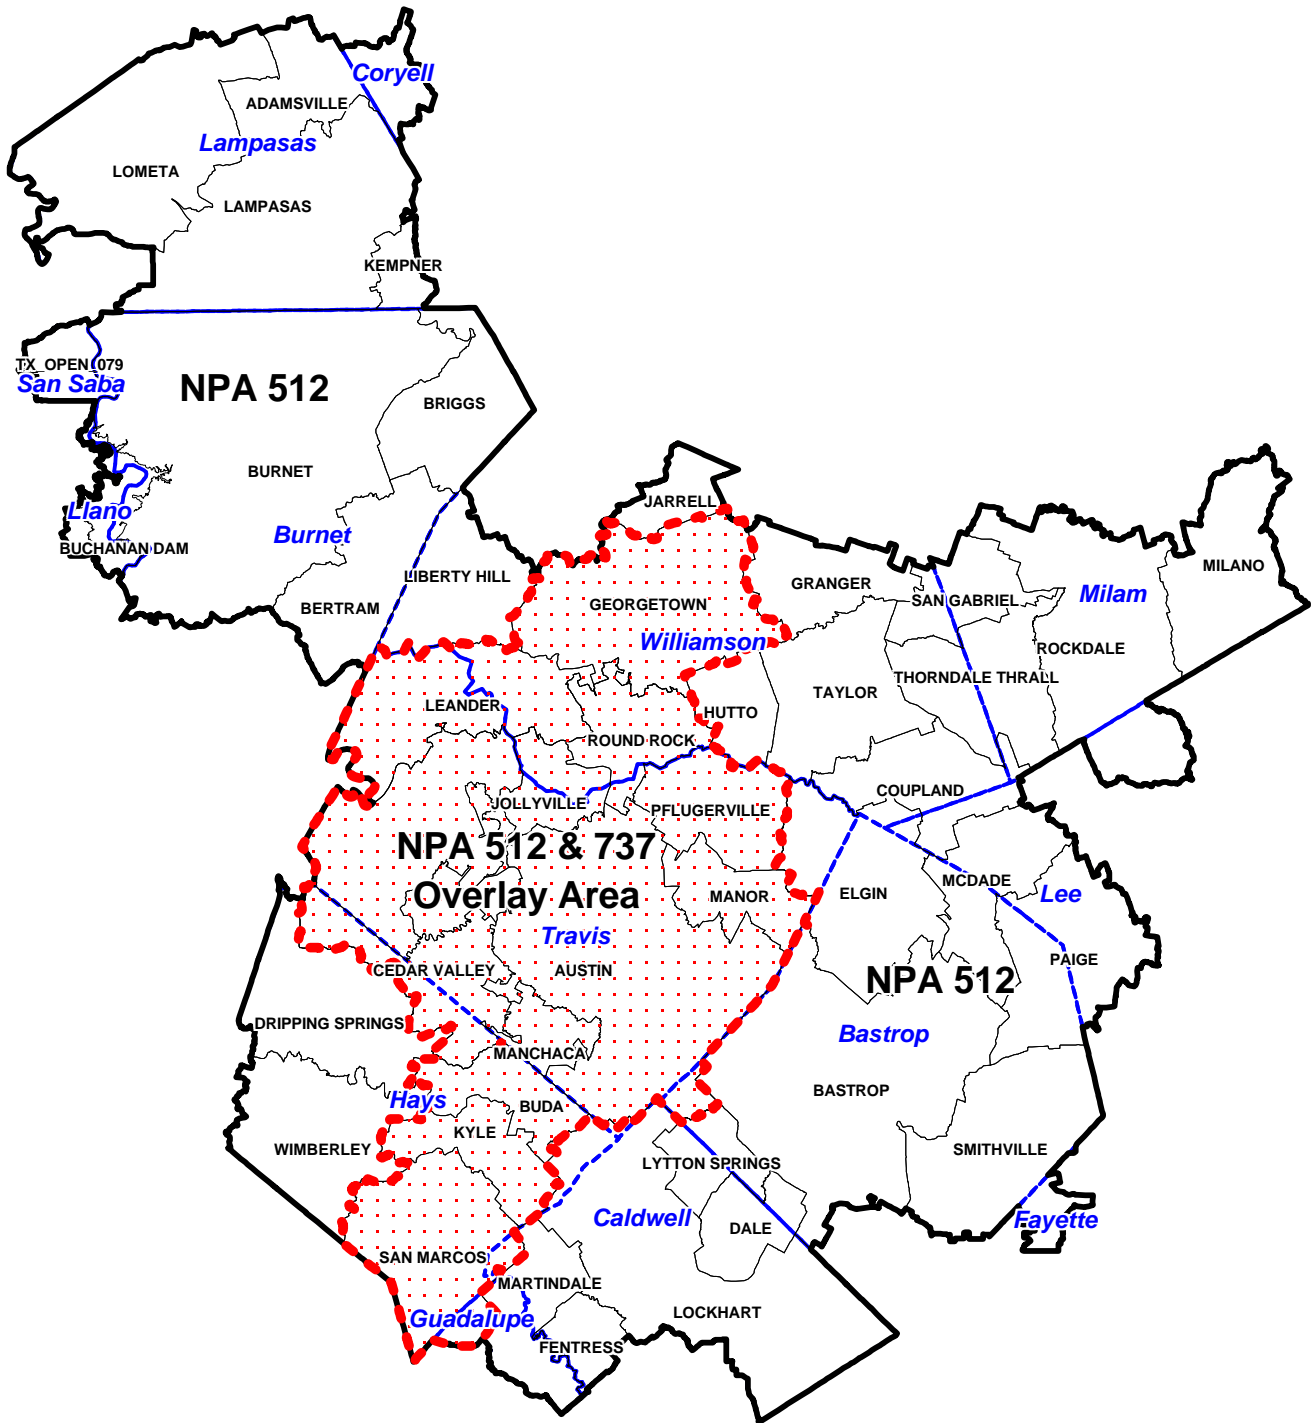 Coryell
ADAMSVILLE
Lampasas
LOMETA
LAMPASAS
KEMPNER
TX_OPEN_079
San Saba
NPA 512
BRIGGS
BURNET
Llano
Burnet
BUCHANAN DAM
LIBERTY HILL
BERTRAM
JARRELL
GEORGETOWN
GRANGER
SAN GABRIEL
Milam
MILANO
Williamson
ROCKDALE
THORNDALE THRALL
TAYLOR
LEANDER
HUTTO
ROUND ROCK
COUPLAND
JOLLYVILLE
PFLUGERVILLE
NPA 512 & 737
Overlay Area
MANOR
ELGIN
MCDADE
Lee
Travis
CEDAR VALLEY
AUSTIN
PAIGE
NPA 512
DRIPPING SPRINGS
Bastrop
MANCHACA
Hays
BUDA
BASTROP
KYLE
WIMBERLEY
SMITHVILLE
LYTTON SPRINGS
Caldwell
DALE
Fayette
SAN MARCOS
MARTINDALE
Guadalupe
LOCKHART
FENTRESS